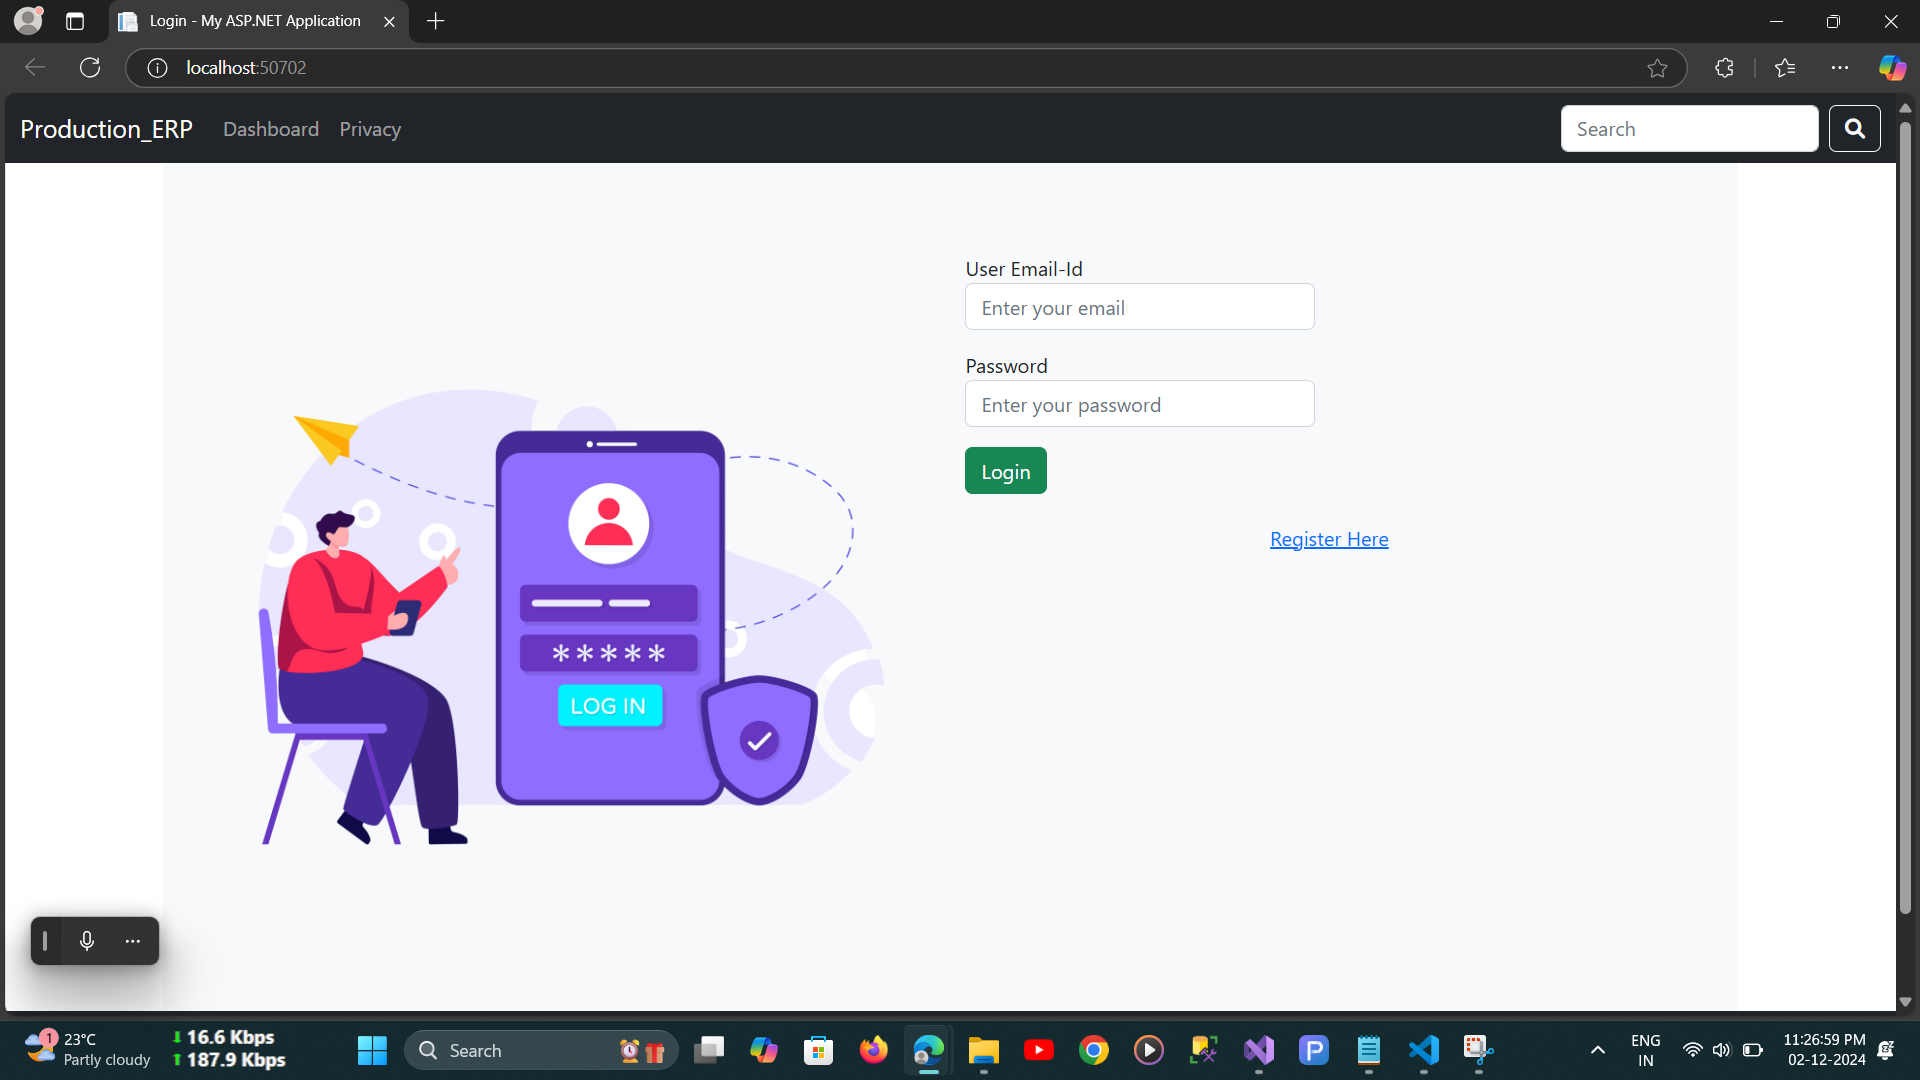 Login - My ASP.NET Application
localhost:50702
Production_ERP
Dashboard
Privacy
Search
User Email-Id
Enter your email
Password
Enter your password
Login
Register Here
*****
LOG IN
1
23°C
Partly cloudy
16.6 Kbps
187.9 Kbps
Search
ENG
IN
11:26:59 PM
02-12-2024